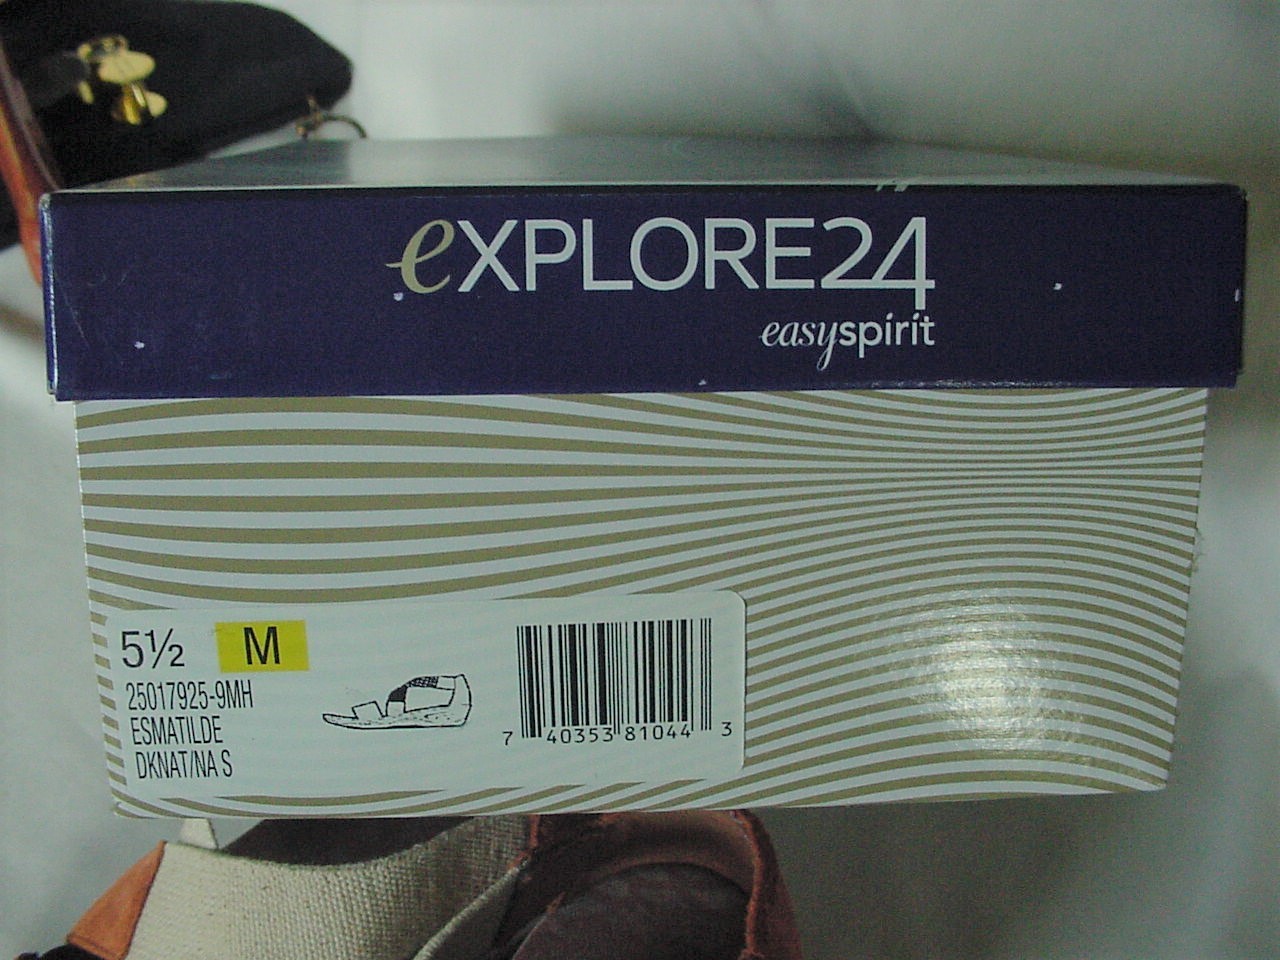 eXPLORE24
easyspirit
5½ M
25017925-9MH
ESMATILDE
DKNAT/NA S
7 40353 81044 3